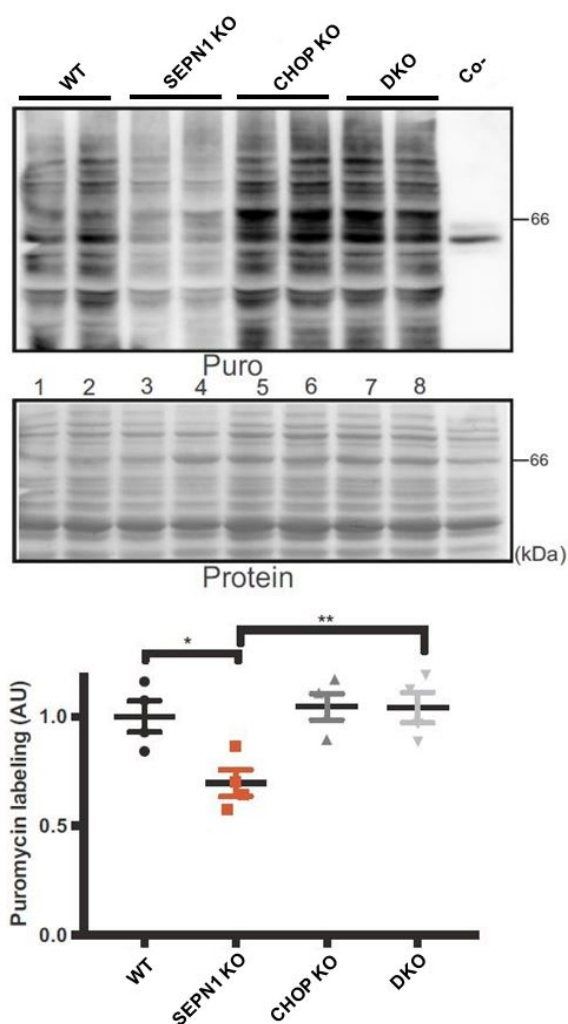 WT SEPN1 KO CHOP KO DKO Co-
66
Puro
1 2 3 4 5 6 7 8
66
(kDa)
Protein
**
*
Puromycin labeling (AU)
1.0
0.5
0.0
WT SEPN1 KO CHOP KO DKO